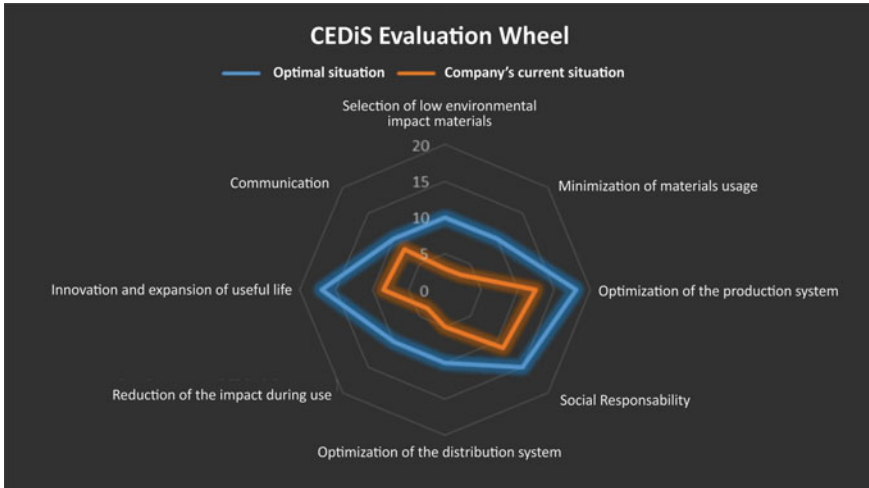 CEDiS Evaluation Wheel
Optimal situation
Company's current situation
Selection of low environmental
impact materials
20
Communication
15
Minimization of materials usage
10
5
Innovation and expansion of useful life
0
Optimization of the production system
Reduction of the impact during use
Social Responsability
Optimization of the distribution system